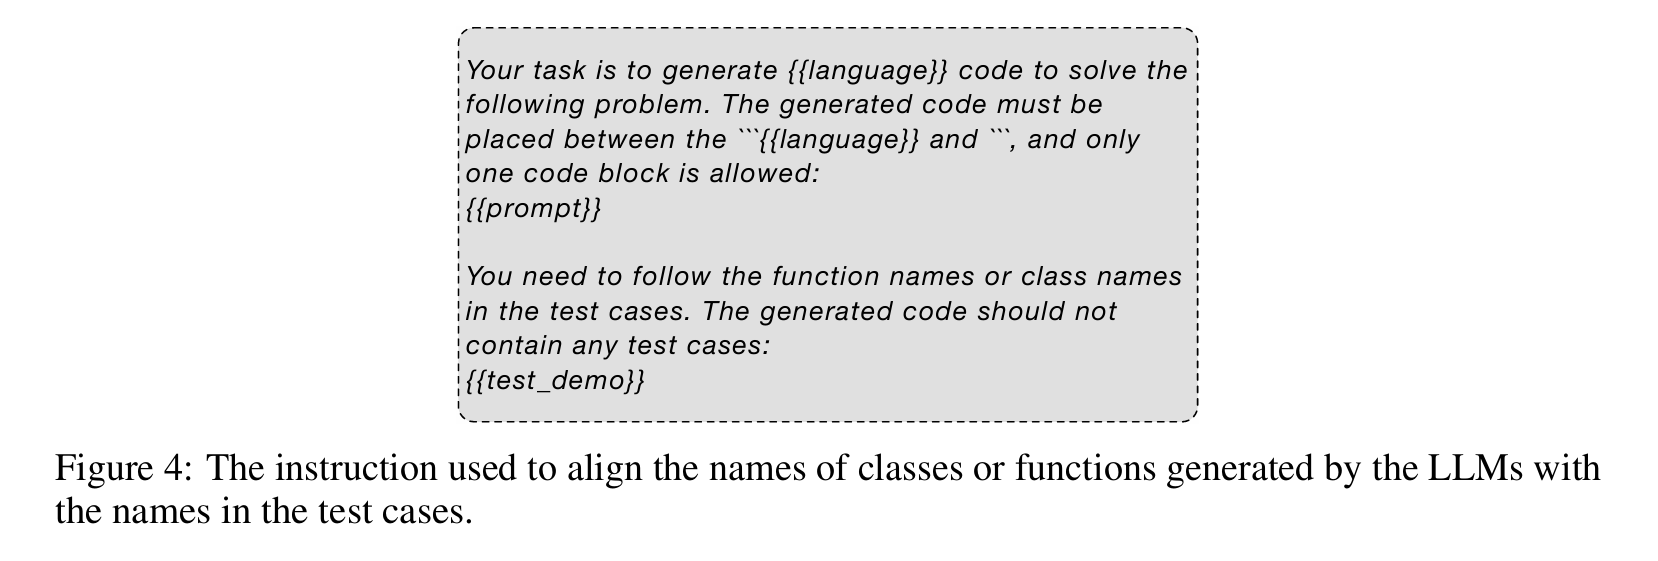 Your task is to generate {{language}} code to solve the
following problem. The generated code must be
placed between the ```{{language}} and ```, and only
one code block is allowed:
{{prompt}}
You need to follow the function names or class names
in the test cases. The generated code should not
contain any test cases:
{{test_demo}}
Figure 4: The instruction used to align the names of classes or functions generated by the LLMs with
the names in the test cases.